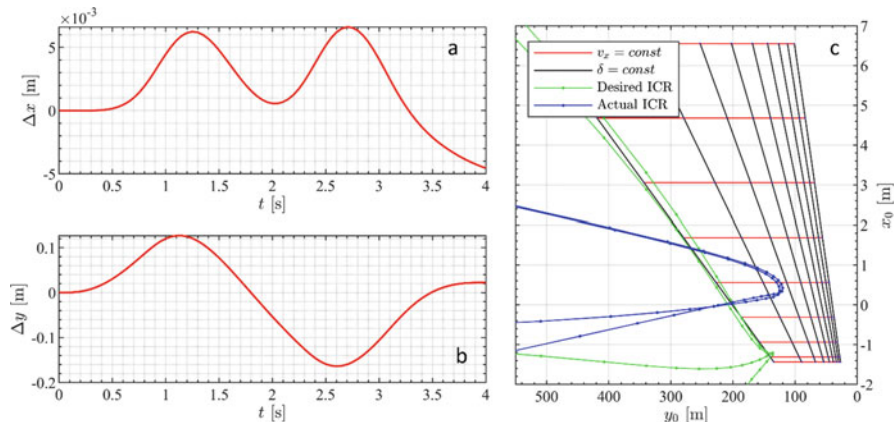 ×10⁻³
a
5
0
-5
Δx [m]
0 0.5 1 1.5 2 2.5 3 3.5 4
t [s]
0.1
0
-0.1
-0.2
Δy [m]
b
0 0.5 1 1.5 2 2.5 3 3.5 4
t [s]
v_x = const
δ = const
Desired ICR
Actual ICR
c
7
6
5
4
3
2
1
0
-1
-2
x_0 [m]
500 400 300 200 100 0
y_0 [m]